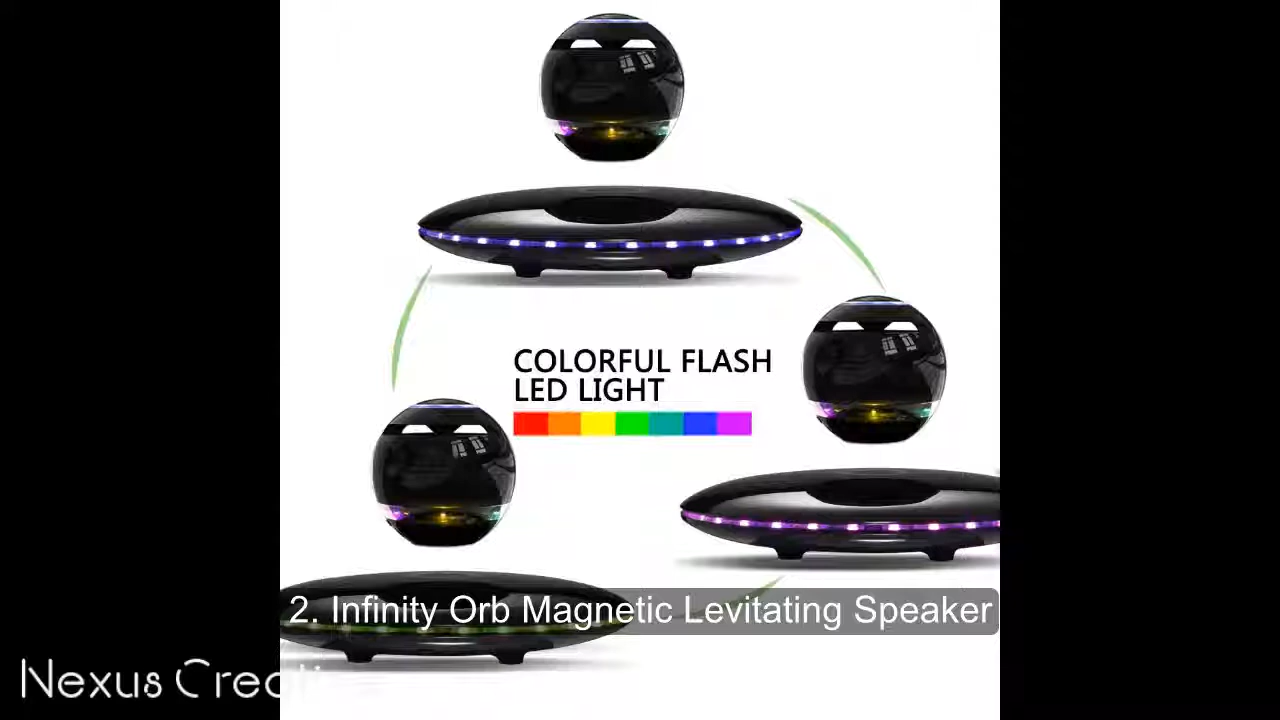 COLORFUL FLASH
LED LIGHT
2. Infinity Orb Magnetic Levitating Speaker
Nexus